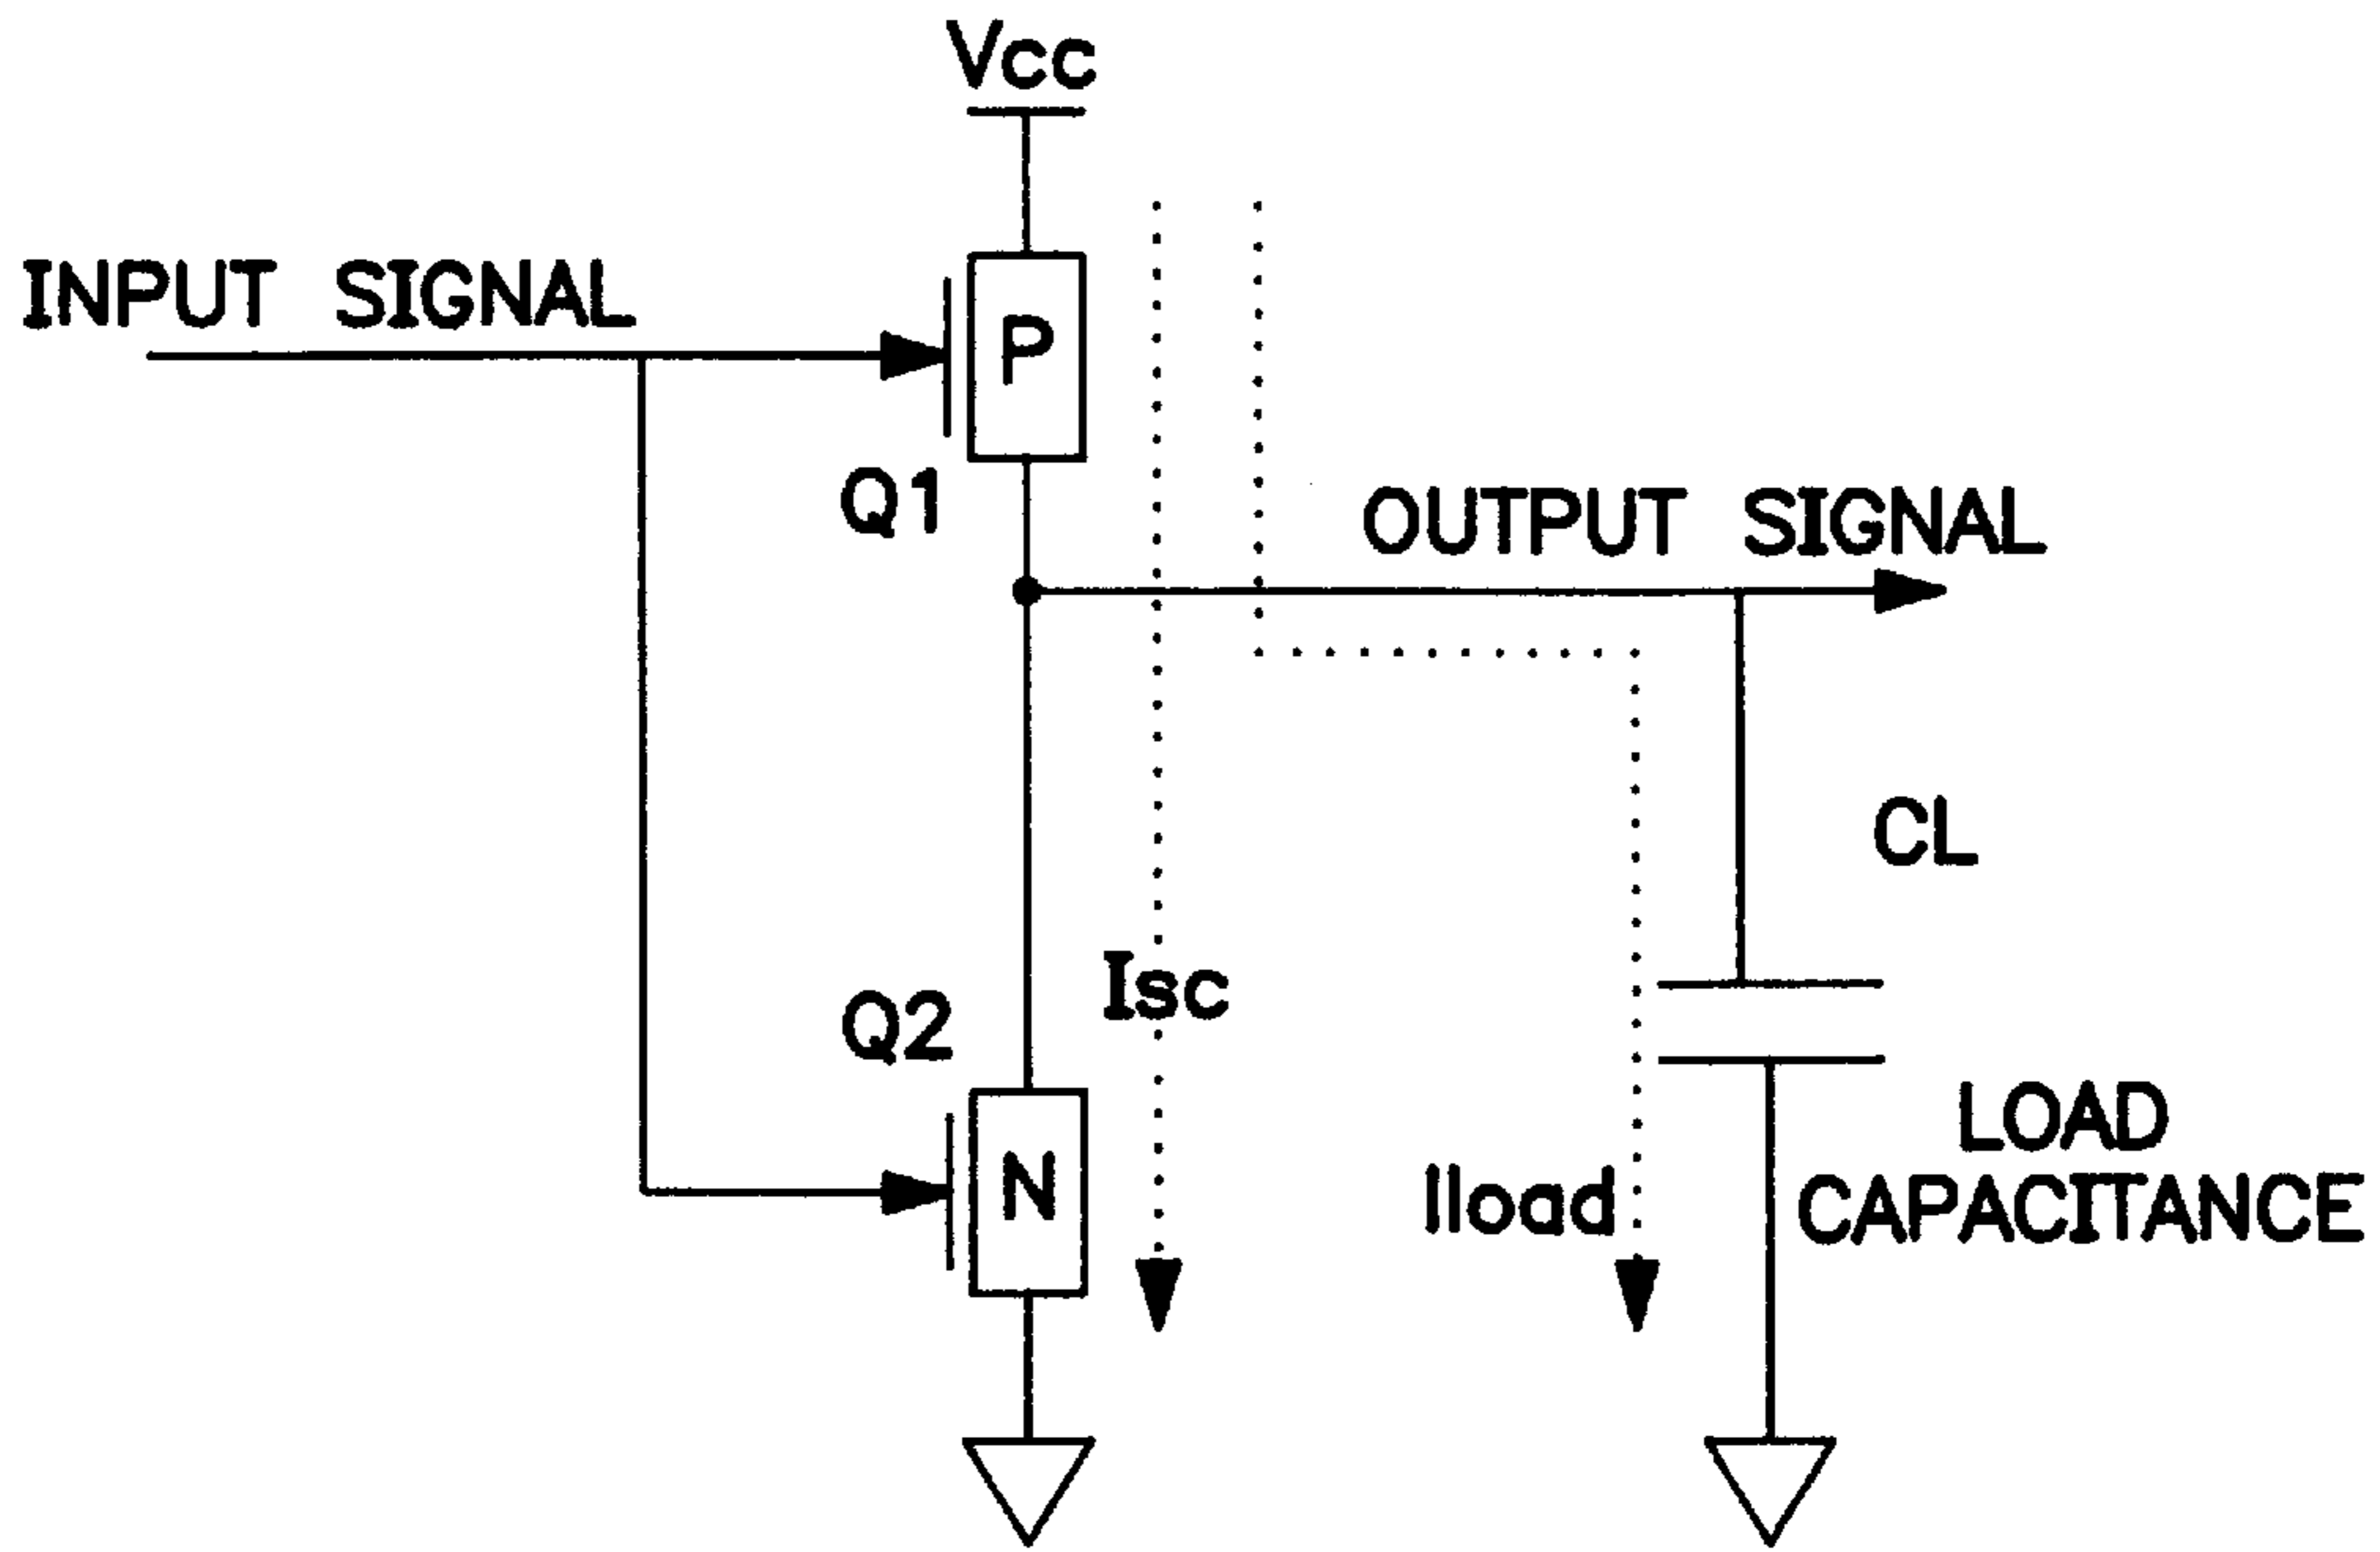 Vcc
INPUT SIGNAL
P
Q1
OUTPUT SIGNAL
CL
Isc
Q2
LOAD
CAPACITANCE
N
Iload